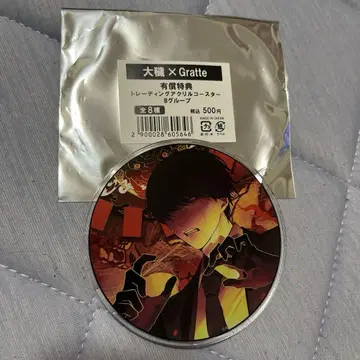 大穢 × Gratte
有償特典
トレーディングアクリルコースター
Bグループ
全8種
税込 500円
MADE IN JAPAN
2 900028 605646